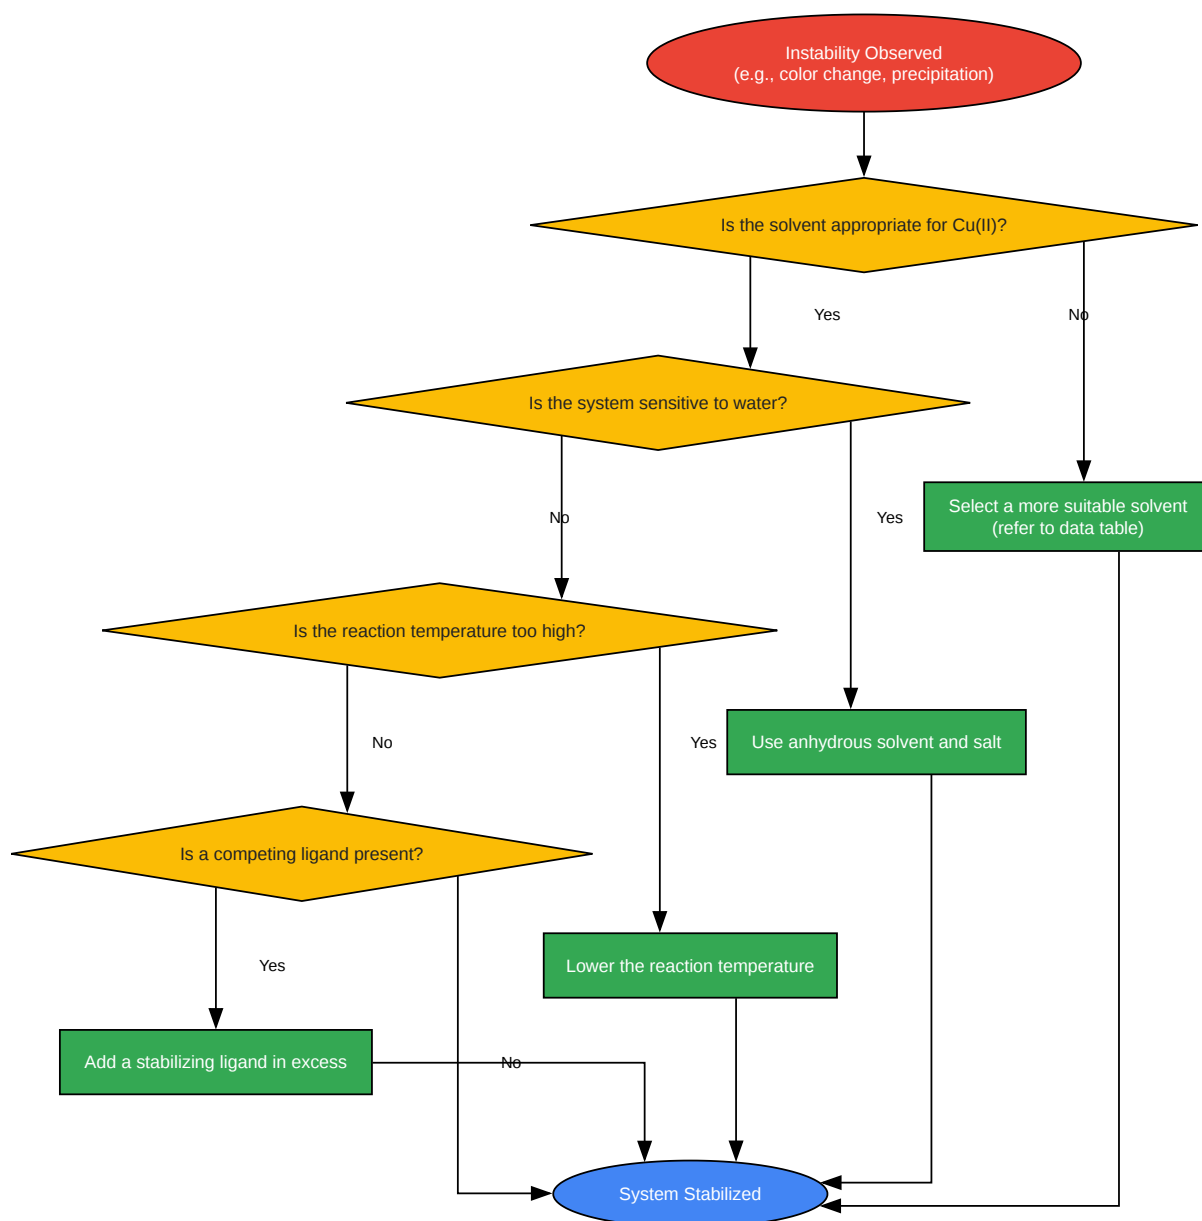 Instability Observed
(e.g., color change, precipitation)
Is the solvent appropriate for Cu(II)?
Yes
No
Is the system sensitive to water?
Select a more suitable solvent
(refer to data table)
No
Yes
Is the reaction temperature too high?
No
Yes
Use anhydrous solvent and salt
Is a competing ligand present?
Yes
Lower the reaction temperature
Add a stabilizing ligand in excess
No
System Stabilized